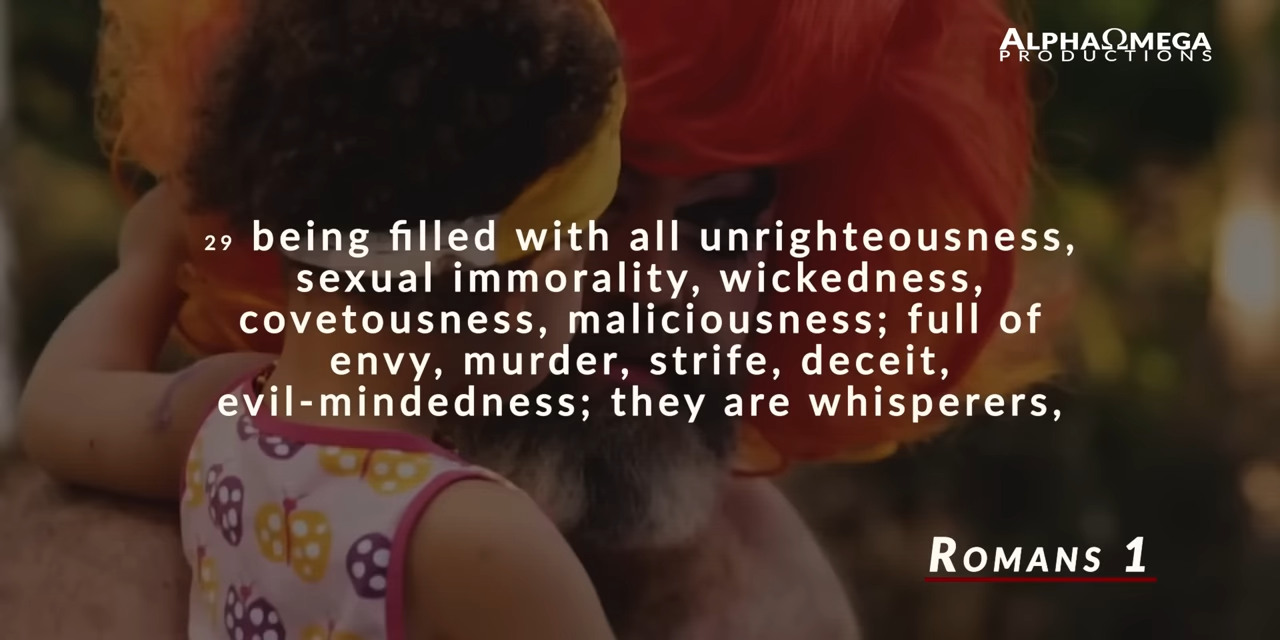 ALPHAΩMEGA
PRODUCTIONS
29 being filled with all unrighteousness,
sexual immorality, wickedness,
covetousness, maliciousness; full of
envy, murder, strife, deceit,
evil-mindedness; they are whisperers,
ROMANS 1